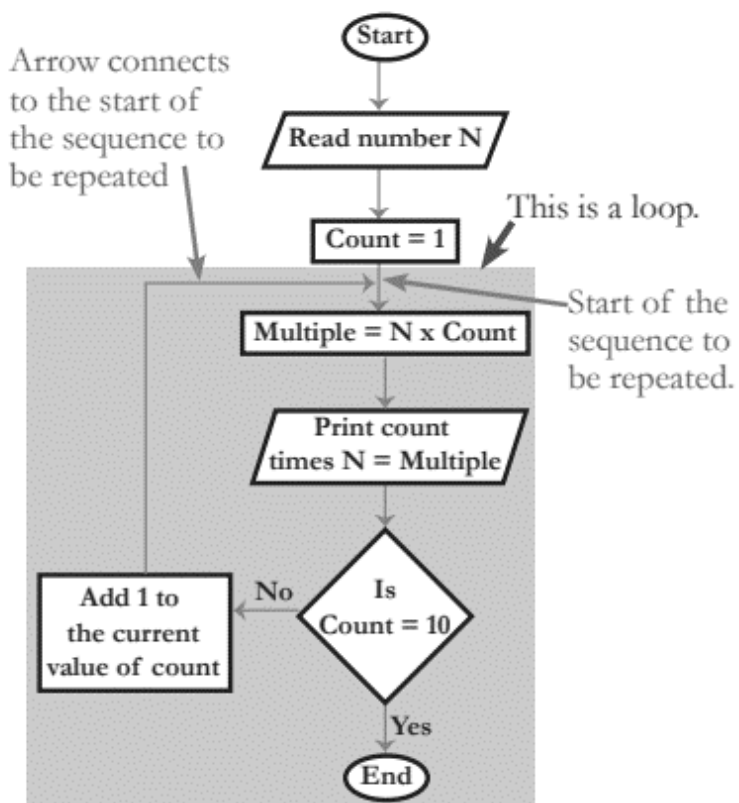 Start
Arrow connects
to the start of
the sequence to
be repeated
Read number N
This is a loop.
Count = 1
Start of the
sequence to
be repeated.
Multiple = N x Count
Print count
times N = Multiple
Is
Count = 10
No
Add 1 to
the current
value of count
Yes
End